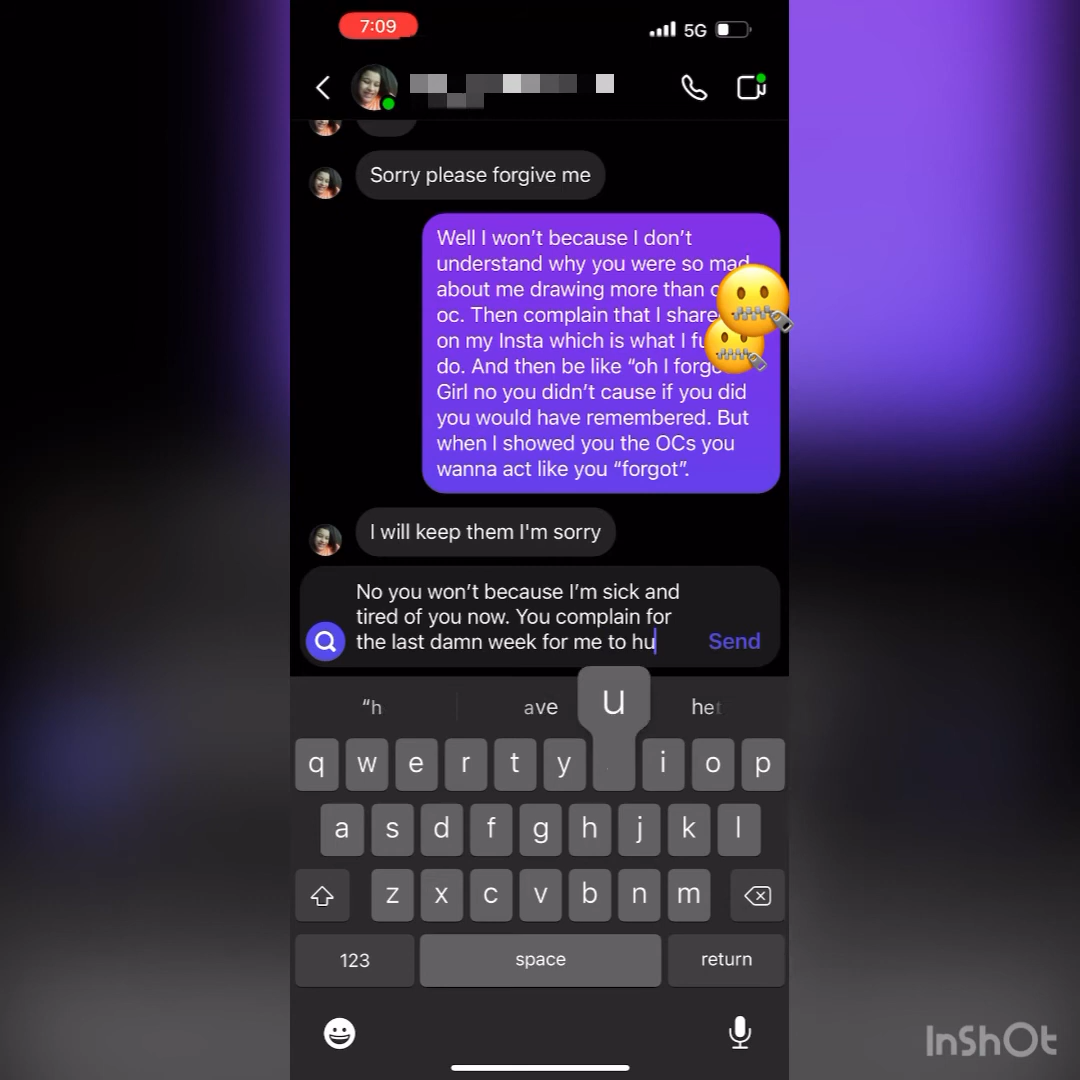 7:09
5G
Sorry please forgive me
Well I won’t because I don’t
understand why you were so mad
about me drawing more than
oc. Then complain that I share
on my Insta which is what I
do. And then be like “oh I
Girl no you didn’t cause if you did
you would have remembered. But
when I showed you the OCs you
wanna act like you “forgot”.
I will keep them I'm sorry
No you won’t because I’m sick and
tired of you now. You complain for
the last damn week for me to hu
Send
“h ave u het
q w e r t y i o p
a s d f g h j k l
z x c v b n m
123 space return
InShOt